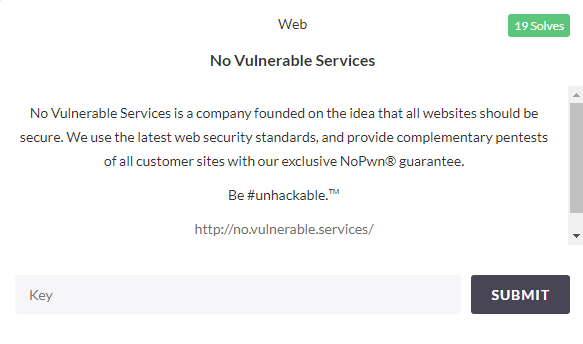 Web
19 Solves
No Vulnerable Services
No Vulnerable Services is a company founded on the idea that all websites should be
secure. We use the latest web security standards, and provide complementary pentests
of all customer sites with our exclusive NoPwn® guarantee.
Be #unhackable.™
http://no.vulnerable.services/
Key
SUBMIT